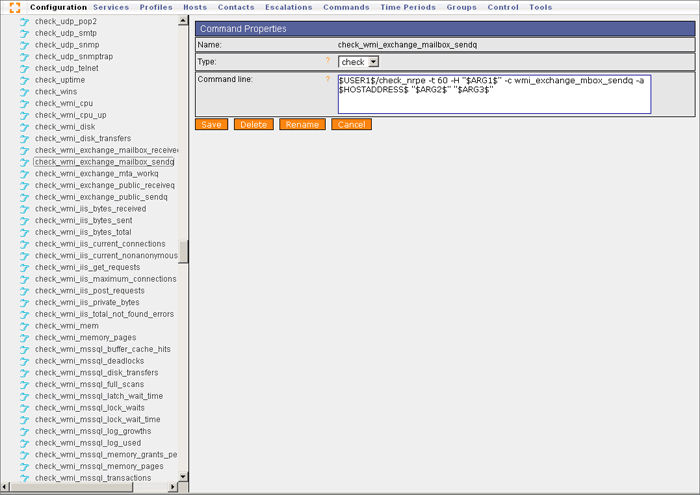 Configuration Services Profiles Hosts Contacts Escalations Commands Time Periods Groups Control Tools
check_udp_pop2
check_udp_smtp
check_udp_snmp
check_udp_snmptrap
check_udp_telnet
check_uptime
check_wins
check_wmi_cpu
check_wmi_cpu_up
check_wmi_disk
check_wmi_disk_transfers
check_wmi_exchange_mailbox_receivec
check_wmi_exchange_mailbox_sendq
check_wmi_exchange_mta_workq
check_wmi_exchange_public_receiveq
check_wmi_exchange_public_sendq
check_wmi_iis_bytes_received
check_wmi_iis_bytes_sent
check_wmi_iis_bytes_total
check_wmi_iis_current_connections
check_wmi_iis_current_nonanonymous
check_wmi_iis_get_requests
check_wmi_iis_maximum_connections
check_wmi_iis_post_requests
check_wmi_iis_private_bytes
check_wmi_iis_total_not_found_errors
check_wmi_mem
check_wmi_memory_pages
check_wmi_mssql_buffer_cache_hits
check_wmi_mssql_deadlocks
check_wmi_mssql_disk_transfers
check_wmi_mssql_full_scans
check_wmi_mssql_latch_wait_time
check_wmi_mssql_lock_waits
check_wmi_mssql_lock_wait_time
check_wmi_mssql_log_growths
check_wmi_mssql_log_used
check_wmi_mssql_memory_grants_pe
check_wmi_mssql_memory_pages
check_wmi_mssql_transactions
Command Properties
Name: check_wmi_exchange_mailbox_sendq
Type: ? check
Command line: ? $USER1$/check_nrpe -t 60 -H "$ARG1$" -c wmi_exchange_mbox_sendq -a
$HOSTADDRESS$ "$ARG2$" "$ARG3$"
Save Delete Rename Cancel